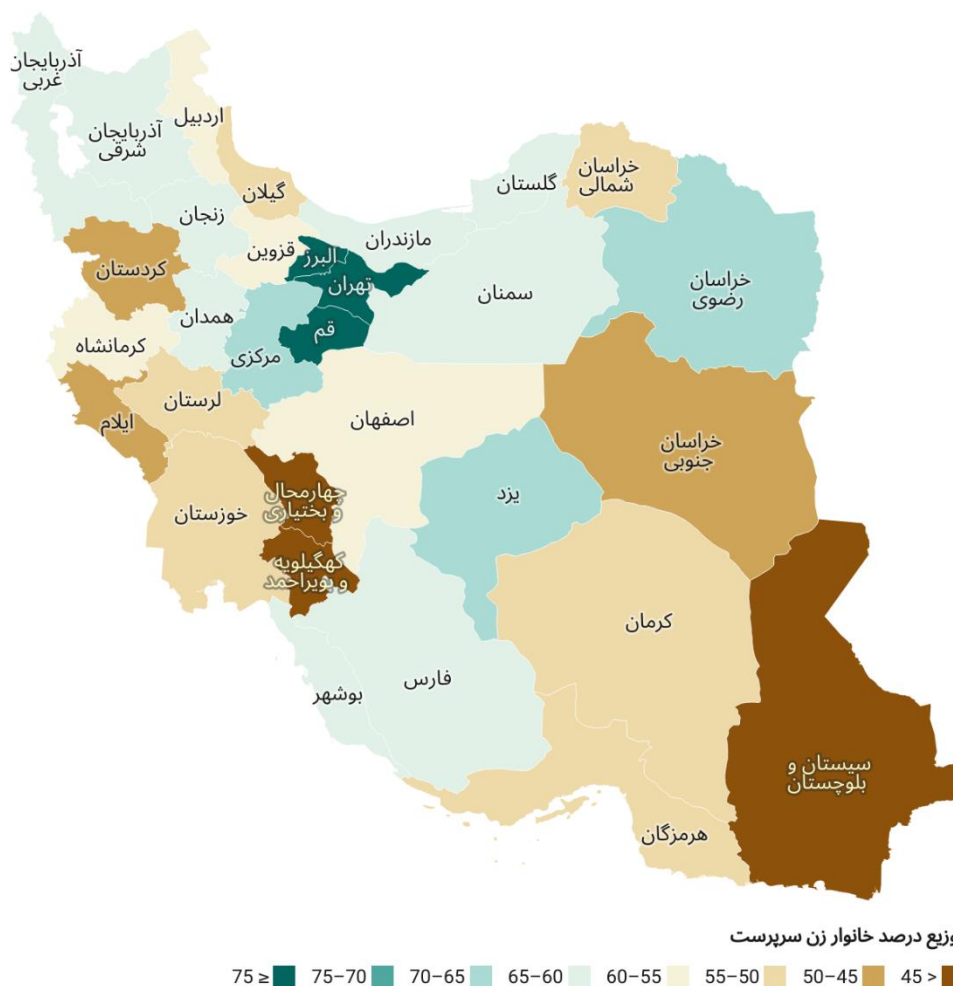 آذربایجان
غربی
آذربایجان
شرقی
اردبیل
گیلان
زنجان
قزوین
البرز
تهران
قم
مازندران
گلستان
خراسان
شمالی
خراسان
رضوی
سمنان
کردستان
همدان
مرکزی
کرمانشاه
لرستان
ایلام
اصفهان
خراسان
جنوبی
یزد
خوزستان
چهارمحال
و بختیاری
کهگیلویه
و بویراحمد
کرمان
فارس
بوشهر
سیستان و
بلوچستان
هرمزگان
وزیع درصد خانوار زن سرپرست
45 > 50–45 55–50 60–55 65–60 70–65 75–70 75 ≤